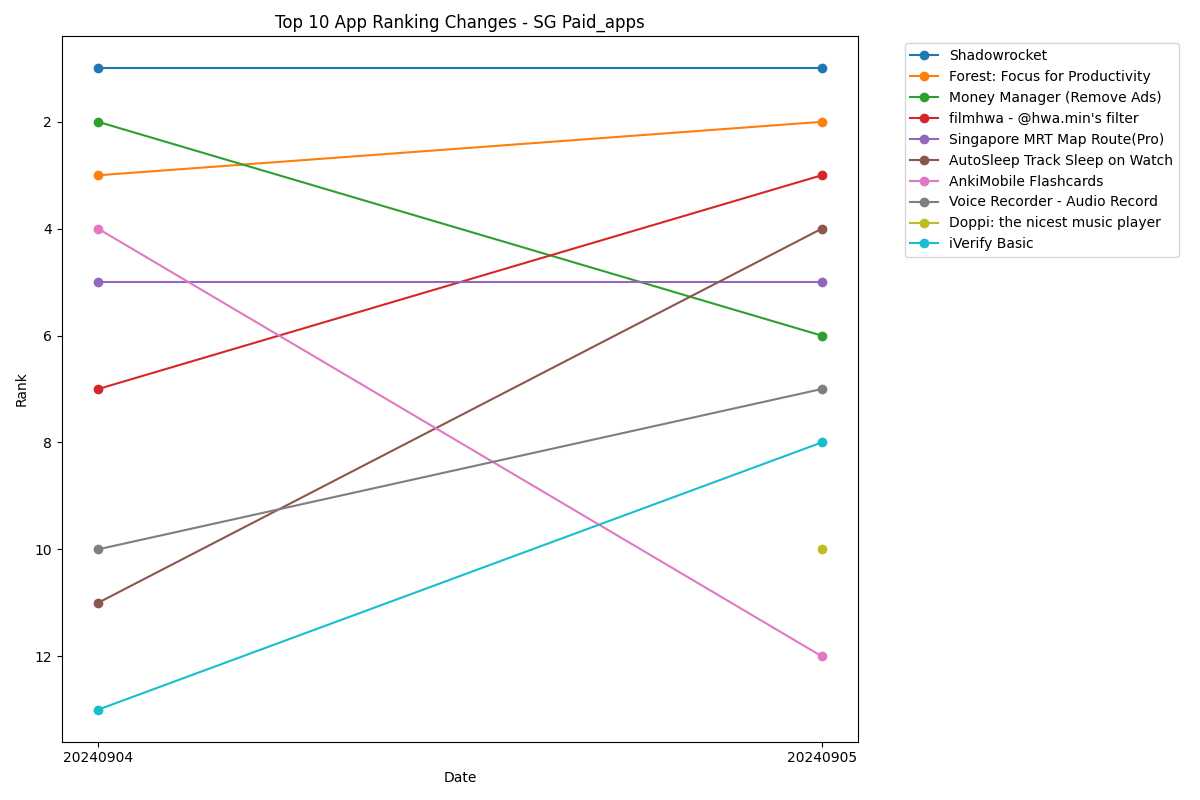 Top 10 App Ranking Changes - SG Paid_apps
Rank
2
4
6
8
10
12
20240904
20240905
Date
Shadowrocket
Forest: Focus for Productivity
Money Manager (Remove Ads)
filmhwa - @hwa.min's filter
Singapore MRT Map Route(Pro)
AutoSleep Track Sleep on Watch
AnkiMobile Flashcards
Voice Recorder - Audio Record
Doppi: the nicest music player
iVerify Basic